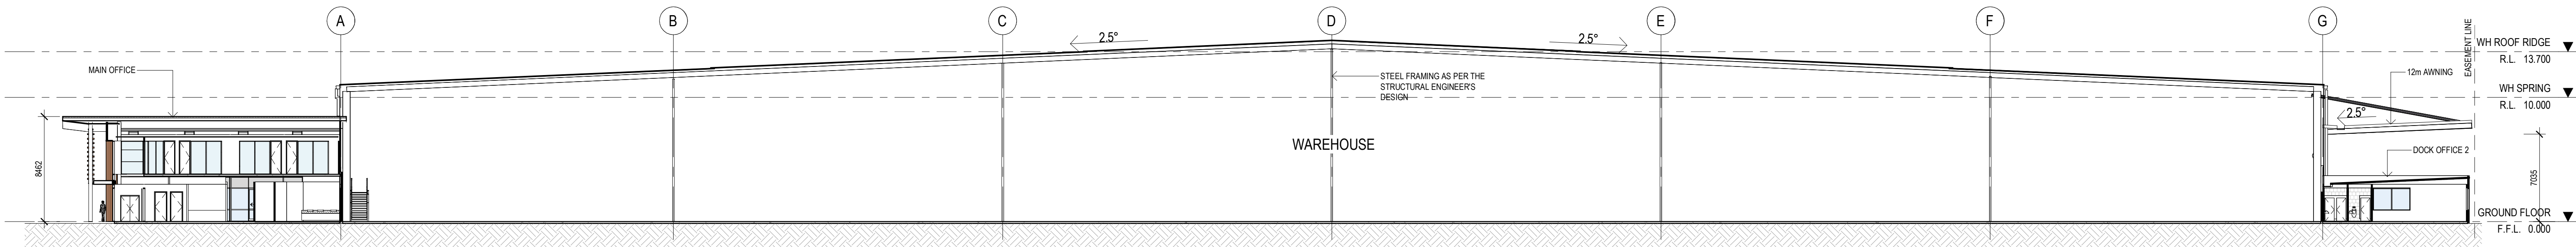 A
B
C
D
E
F
G
2.5°
2.5°
EASEMENT LINE
WH ROOF RIDGE
R.L. 13.700
MAIN OFFICE
STEEL FRAMING AS PER THE
STRUCTURAL ENGINEER'S
DESIGN
12m AWNING
WH SPRING
R.L. 10.000
2.5°
WAREHOUSE
DOCK OFFICE 2
8462
7035
GROUND FLOOR
F.F.L. 0.000